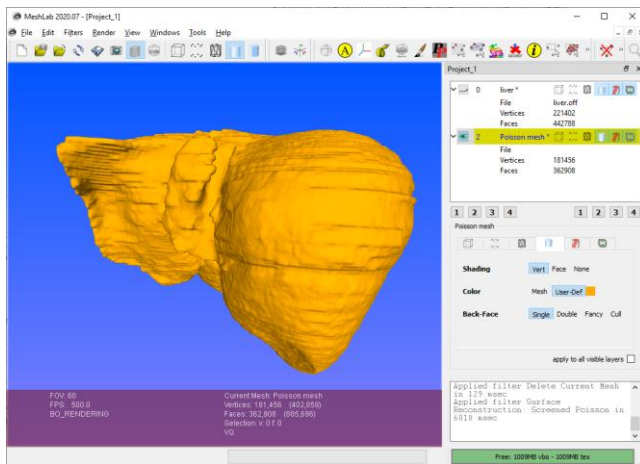 MeshLab 2020.07 - [Project_1]
File Edit Filters Render View Windows Tools Help
Project_1
0 liver *
File liver.off
Vertices 221402
Faces 442788
2 Poisson mesh *
File
Vertices 181456
Faces 362908
1 2 3 4 1 2 3 4
Poisson mesh
Shading Vert Face None
Color Mesh User-Def
Back-Face Single Double Fancy Cull
apply to all visible layers
Applied filter Delete Current Mesh
in 129 msec
Applied filter Surface
Reconstruction: Screened Poisson in
6010 msec
FOV: 60
FPS: 500.0
BO_RENDERING
Current Mesh: Poisson mesh
Vertices: 181,456 (402,858)
Faces: 362,908 (805,696)
Selection: v: 0 f: 0
VQ
Free: 1009MB vbo - 1009MB tex